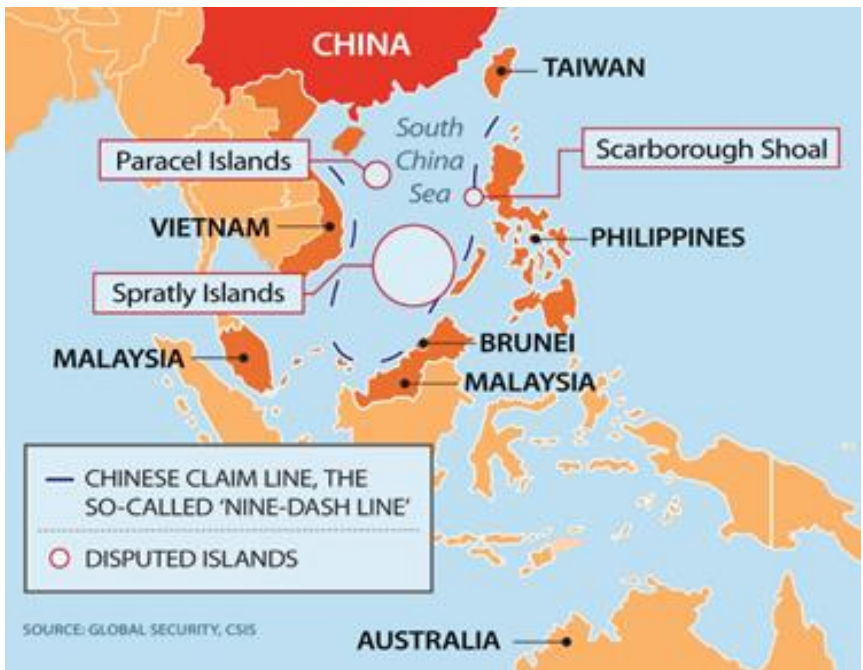 CHINA
TAIWAN
South
China
Sea
Paracel Islands
Scarborough Shoal
VIETNAM
PHILIPPINES
Spratly Islands
BRUNEI
MALAYSIA
MALAYSIA
CHINESE CLAIM LINE, THE
SO-CALLED ‘NINE-DASH LINE’
DISPUTED ISLANDS
SOURCE: GLOBAL SECURITY, CSIS
AUSTRALIA